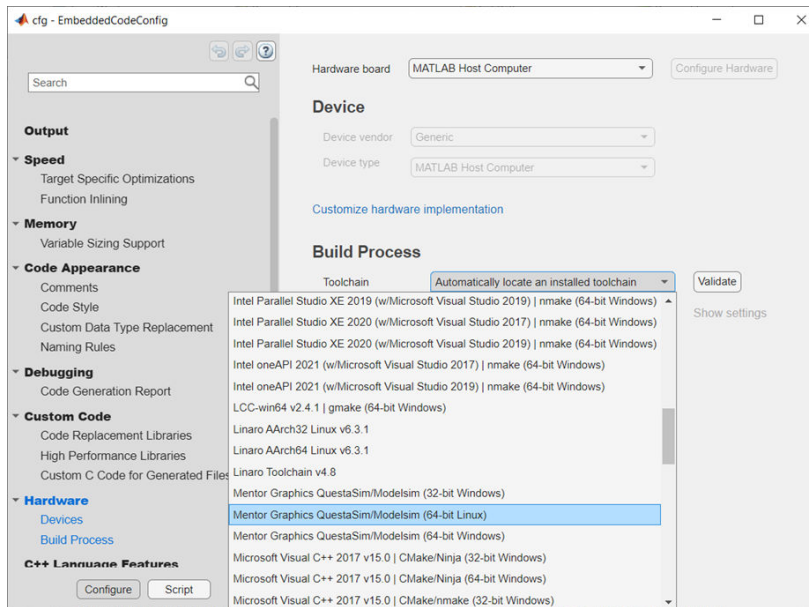 cfg - EmbeddedCodeConfig
Search
Output
Speed
Target Specific Optimizations
Function Inlining
Memory
Variable Sizing Support
Code Appearance
Comments
Code Style
Custom Data Type Replacement
Naming Rules
Debugging
Code Generation Report
Custom Code
Code Replacement Libraries
High Performance Libraries
Custom C Code for Generated Files
Hardware
Devices
Build Process
C++ Language Features
Configure Script
Hardware board MATLAB Host Computer Configure Hardware
Device
Device vendor Generic
Device type MATLAB Host Computer
Customize hardware implementation
Build Process
Toolchain Automatically locate an installed toolchain Validate
Show settings
Intel Parallel Studio XE 2019 (w/Microsoft Visual Studio 2019) | nmake (64-bit Windows)
Intel Parallel Studio XE 2020 (w/Microsoft Visual Studio 2017) | nmake (64-bit Windows)
Intel Parallel Studio XE 2020 (w/Microsoft Visual Studio 2019) | nmake (64-bit Windows)
Intel oneAPI 2021 (w/Microsoft Visual Studio 2017) | nmake (64-bit Windows)
Intel oneAPI 2021 (w/Microsoft Visual Studio 2019) | nmake (64-bit Windows)
LCC-win64 v2.4.1 | gmake (64-bit Windows)
Linaro AArch32 Linux v6.3.1
Linaro AArch64 Linux v6.3.1
Linaro Toolchain v4.8
Mentor Graphics QuestaSim/Modelsim (32-bit Windows)
Mentor Graphics QuestaSim/Modelsim (64-bit Linux)
Mentor Graphics QuestaSim/Modelsim (64-bit Windows)
Microsoft Visual C++ 2017 v15.0 | CMake/Ninja (32-bit Windows)
Microsoft Visual C++ 2017 v15.0 | CMake/Ninja (64-bit Windows)
Microsoft Visual C++ 2017 v15.0 | CMake/nmake (32-bit Windows)